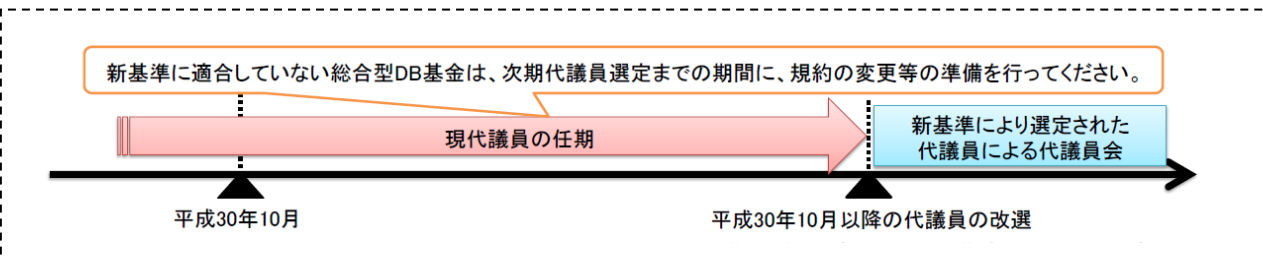 新基準に適合していない総合型DB基金は、次期代議員選定までの期間に、規約の変更等の準備を行ってください。
現代議員の任期
新基準により選定された
代議員による代議員会
平成30年10月
平成30年10月以降の代議員の改選